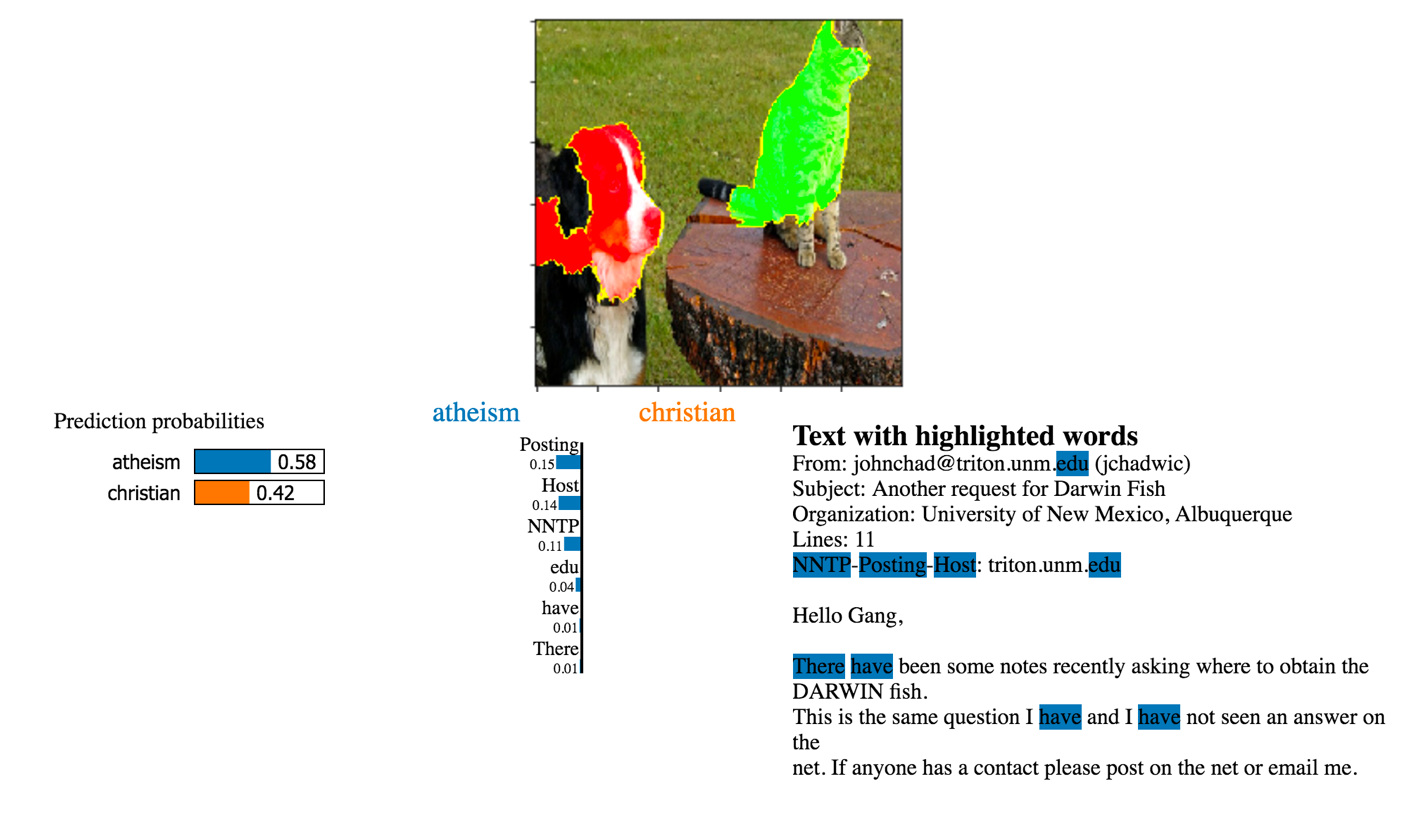 Prediction probabilities
atheism 0.58
christian 0.42
atheism christian
Posting
0.15
Host
0.14
NNTP
0.11
edu
0.04
have
0.01
There
0.01
Text with highlighted words
From: johnchad@triton.unm.edu (jchadwic)
Subject: Another request for Darwin Fish
Organization: University of New Mexico, Albuquerque
Lines: 11
NNTP-Posting-Host: triton.unm.edu
Hello Gang,
There have been some notes recently asking where to obtain the
DARWIN fish.
This is the same question I have and I have not seen an answer on
the
net. If anyone has a contact please post on the net or email me.